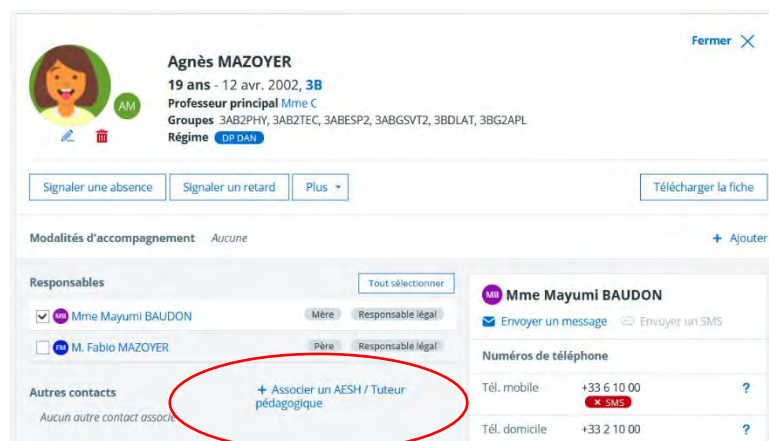 Fermer
Agnès MAZOYER
19 ans - 12 avr. 2002, 3B
Professeur principal Mme C
Groupes 3AB2PHY, 3AB2TEC, 3ABESP2, 3ABGSVT2, 3BDLAT, 3BG2APL
Régime DP DAN
AM
Signaler une absence Signaler un retard Plus Télécharger la fiche
Modalités d'accompagnement Aucune + Ajouter
Responsables Tout sélectionner
MB Mme Mayumi BAUDON Mère Responsable légal
FM M. Fabio MAZOYER Père Responsable légal
Autres contacts
Aucun autre contact associé
+ Associer un AESH / Tuteur
pédagogique
MB Mme Mayumi BAUDON
Envoyer un message Envoyer un SMS
Numéros de téléphone
Tél. mobile +33 6 10 00 ?
× SMS
Tél. domicile +33 2 10 00 ?